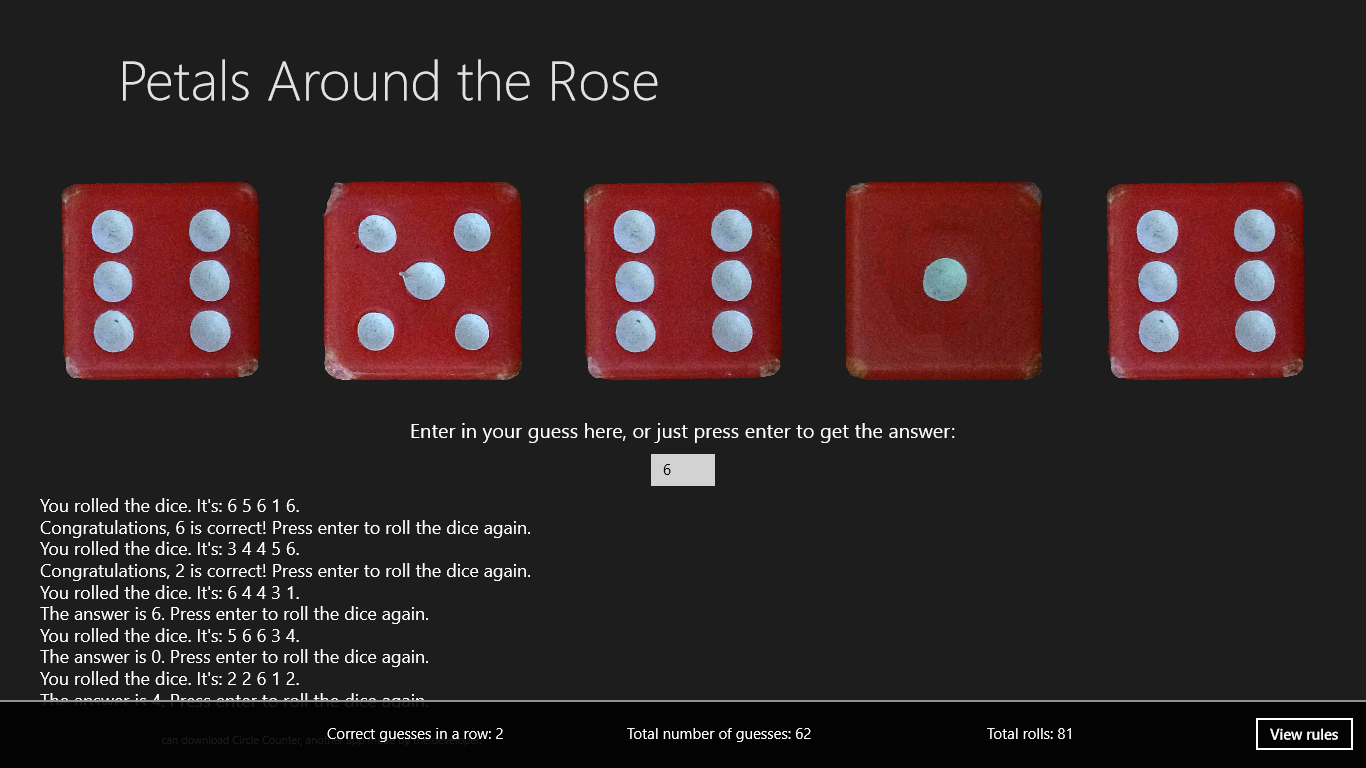 Petals Around the Rose
Enter in your guess here, or just press enter to get the answer:
6
You rolled the dice. It's: 6 5 6 1 6.
Congratulations, 6 is correct! Press enter to roll the dice again.
You rolled the dice. It's: 3 4 4 5 6.
Congratulations, 2 is correct! Press enter to roll the dice again.
You rolled the dice. It's: 6 4 4 3 1.
The answer is 6. Press enter to roll the dice again.
You rolled the dice. It's: 5 6 6 3 4.
The answer is 0. Press enter to roll the dice again.
You rolled the dice. It's: 2 2 6 1 2.
The answer is 4. Press enter to roll the dice again.
can download Circle Counter,
Correct guesses in a row: 2
Total number of guesses: 62
Total rolls: 81
View rules